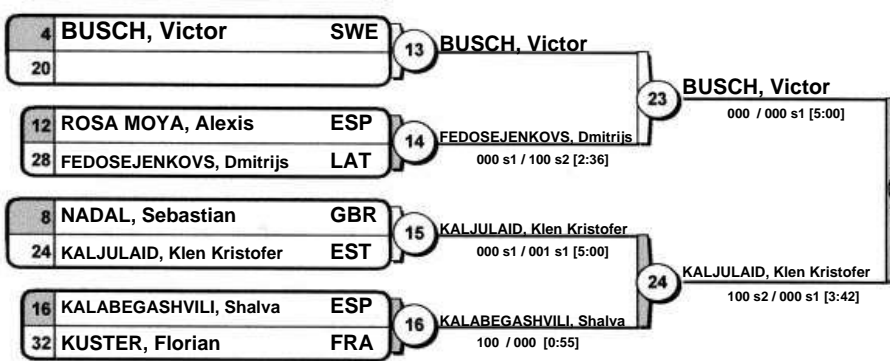 4 BUSCH, Victor SWE
20
13 BUSCH, Victor
12 ROSA MOYA, Alexis ESP
28 FEDOSEJENKOVS, Dmitrijs LAT
14 FEDOSEJENKOVS, Dmitrijs
000 s1 / 100 s2 [2:36]
23 BUSCH, Victor
000 / 000 s1 [5:00]
8 NADAL, Sebastian GBR
24 KALJULAID, Klen Kristofer EST
15 KALJULAID, Klen Kristofer
000 s1 / 001 s1 [5:00]
16 KALABEGASHVILI, Shalva ESP
32 KUSTER, Florian FRA
16 KALABEGASHVILI, Shalva
100 / 000 [0:55]
24 KALJULAID, Klen Kristofer
100 s2 / 000 s1 [3:42]